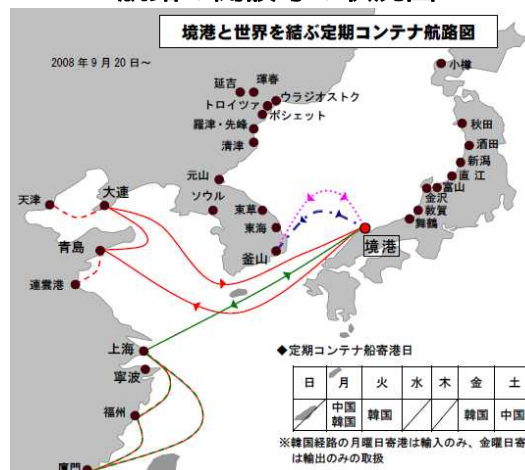 境港と世界を結ぶ定期コンテナ航路図
2008年9月20日～
小樽
延吉
琿春
ウラジオストク
トロイツァ
ポシェット
羅津・先峰
清津
秋田
酒田
新潟
直江
富山
金沢
敦賀
舞鶴
元山
ソウル
束草
東海
釜山
境港
天津
大連
青島
連雲港
上海
寧波
福州
廈門
◆定期コンテナ船寄港日
日 月 火 水 木 金 土
中国 韓国 韓国 韓国 中国
※韓国経路の月曜日寄港は輸入のみ、金曜日寄
は輸出のみの取扱